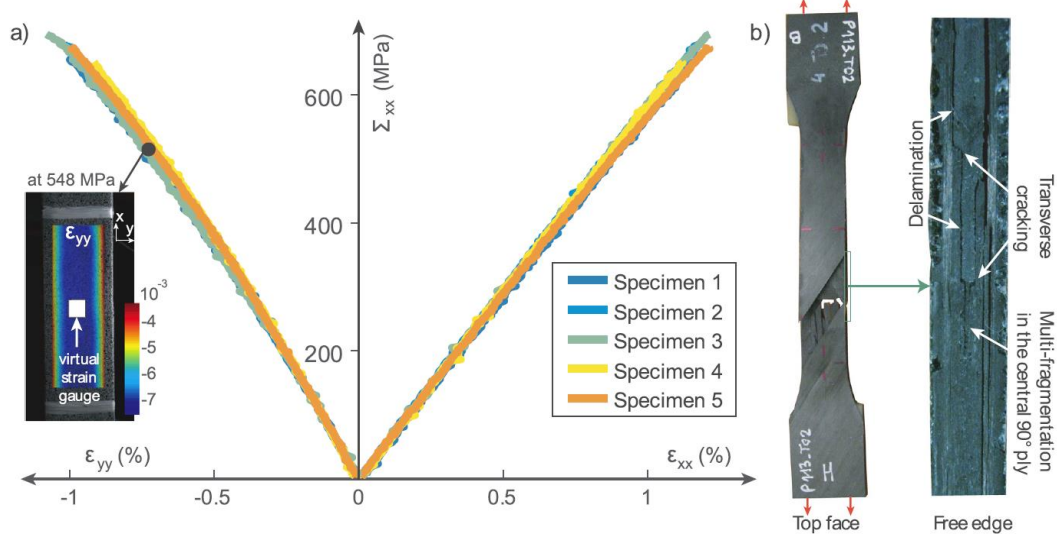 a)
Σxx (MPa)
600
400
200
at 548 MPa
εyy
x
y
10⁻³
-4
-5
-6
-7
virtual
strain
gauge
Specimen 1
Specimen 2
Specimen 3
Specimen 4
Specimen 5
εyy (%)
εxx (%)
-1
-0.5
0
0.5
1
b)
P113_T02
P113_T02
H
Top face
Delamination
Transverse
cracking
Multi-fragmentation
in the central 90° ply
Free edge